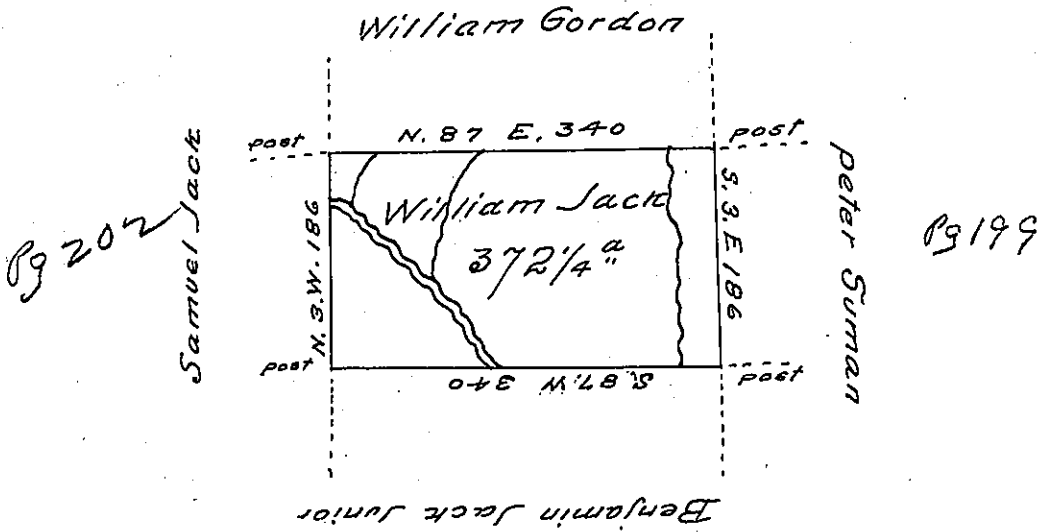 William Gordon
post
N. 87 E. 340
post
Samuel Jack
Pg 202
N. 3. W. 186
William Jack
372 1/4 a
S. 3. E 186
Peter Suman
Pg 199
post
S. 87. W 340
post
Benjamin Jack Junior